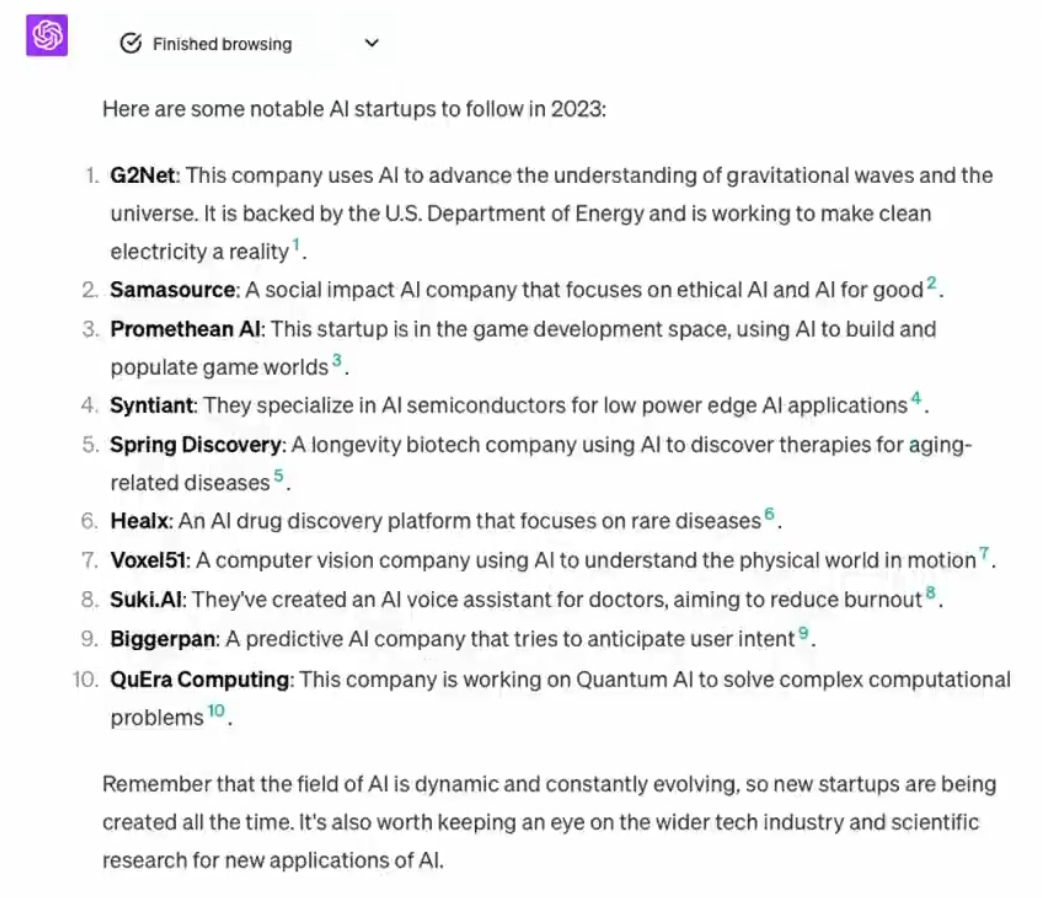 Finished browsing
Here are some notable AI startups to follow in 2023:
1. G2Net: This company uses AI to advance the understanding of gravitational waves and the
universe. It is backed by the U.S. Department of Energy and is working to make clean
electricity a reality 1.
2. Samasource: A social impact AI company that focuses on ethical AI and AI for good 2.
3. Promethean AI: This startup is in the game development space, using AI to build and
populate game worlds 3.
4. Syntiant: They specialize in AI semiconductors for low power edge AI applications 4.
5. Spring Discovery: A longevity biotech company using AI to discover therapies for aging-
related diseases 5.
6. Healx: An AI drug discovery platform that focuses on rare diseases 6.
7. Voxel51: A computer vision company using AI to understand the physical world in motion 7.
8. Suki.AI: They've created an AI voice assistant for doctors, aiming to reduce burnout 8.
9. Biggerpan: A predictive AI company that tries to anticipate user intent 9.
10. QuEra Computing: This company is working on Quantum AI to solve complex computational
problems 10.
Remember that the field of AI is dynamic and constantly evolving, so new startups are being
created all the time. It's also worth keeping an eye on the wider tech industry and scientific
research for new applications of AI.